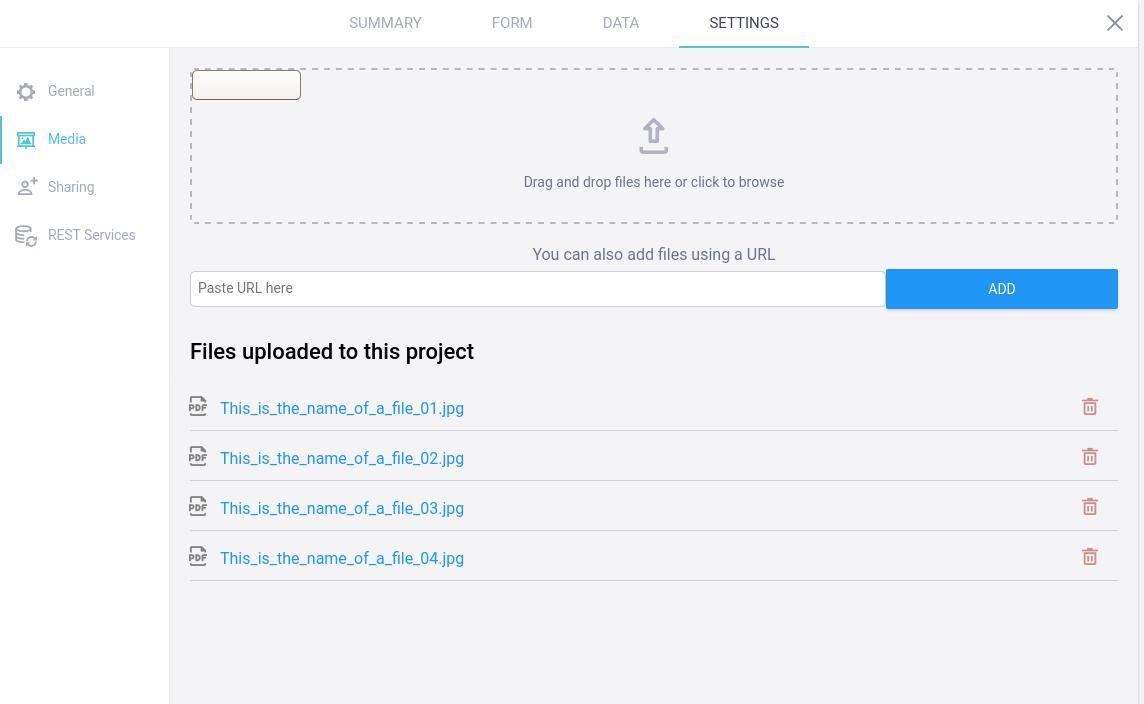 SUMMARY FORM DATA SETTINGS
General
Media
Sharing
REST Services
Drag and drop files here or click to browse
You can also add files using a URL
Paste URL here ADD
Files uploaded to this project
PDF This_is_the_name_of_a_file_01.jpg
PDF This_is_the_name_of_a_file_02.jpg
PDF This_is_the_name_of_a_file_03.jpg
PDF This_is_the_name_of_a_file_04.jpg